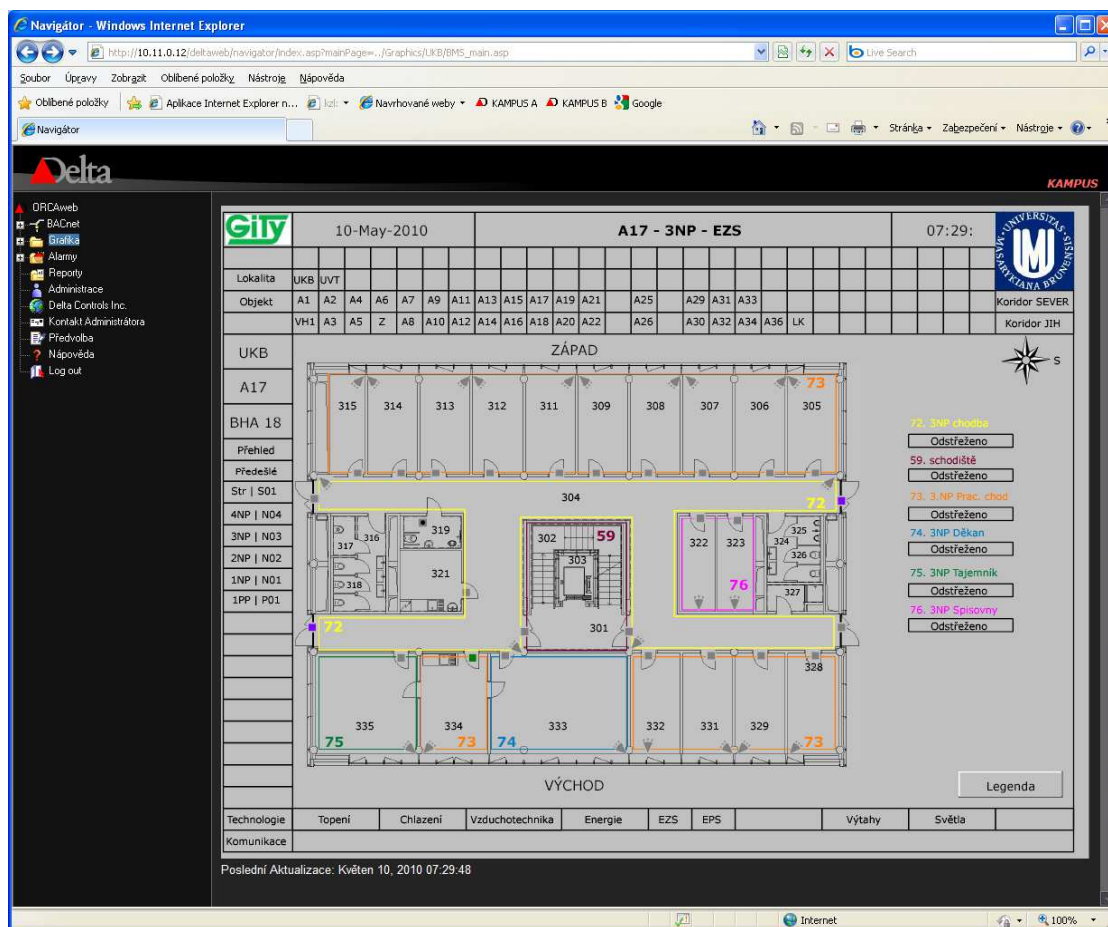 Navigátor - Windows Internet Explorer
http://10.11.0.12/deltaweb/navigator/index.asp?mainPage=../Graphics/UKB/BMS_main.asp
Live Search
Soubor Úpravy Zobrazit Oblíbené položky Nástroje Nápověda
Oblíbené položky Aplikace Internet Explorer n... Navrhované weby KAMPUS A KAMPUS B Google
Navigátor
Stránka Zabezpečení Nástroje
Delta
KAMPUS
ORCAweb
BACnet
Grafika
Alarmy
Reporty
Administrace
Delta Controls Inc.
Kontakt Administrátora
Předvolba
Nápověda
Log out
GiTy 10-May-2010 A17 - 3NP - EZS 07:29:
UNIVERSITAS MASARYKIANA BRUNENSIS
Lokalita UKB UVT
Objekt A1 A2 A4 A6 A7 A9 A11 A13 A15 A17 A19 A21 A25 A29 A31 A33 Koridor SEVER
VH1 A3 A5 Z A8 A10 A12 A14 A16 A18 A20 A22 A26 A30 A32 A34 A36 LK Koridor JIH
UKB
A17
BHA 18
Přehled
Předešlé
Str | S01
4NP | N04
3NP | N03
2NP | N02
1NP | N01
1PP | P01
ZÁPAD
S
73
315 314 313 312 311 309 308 307 306 305
304
72
302 59
303
301
319
316
317
318
321
322 323
76
324 325
326
327
72
328
335 334 333 332 331 329
75 73 74 73
VÝCHOD
72. 3NP chodba
Odstřeženo
59. schodiště
Odstřeženo
73. 3.NP Prac. chod
Odstřeženo
74. 3NP Děkan
Odstřeženo
75. 3NP Tajemník
Odstřeženo
76. 3NP Spisovny
Odstřeženo
Legenda
Technologie Topení Chlazení Vzduchotechnika Energie EZS EPS Výtahy Světla
Komunikace
Poslední Aktualizace: Květen 10, 2010 07:29:48
Internet 100%